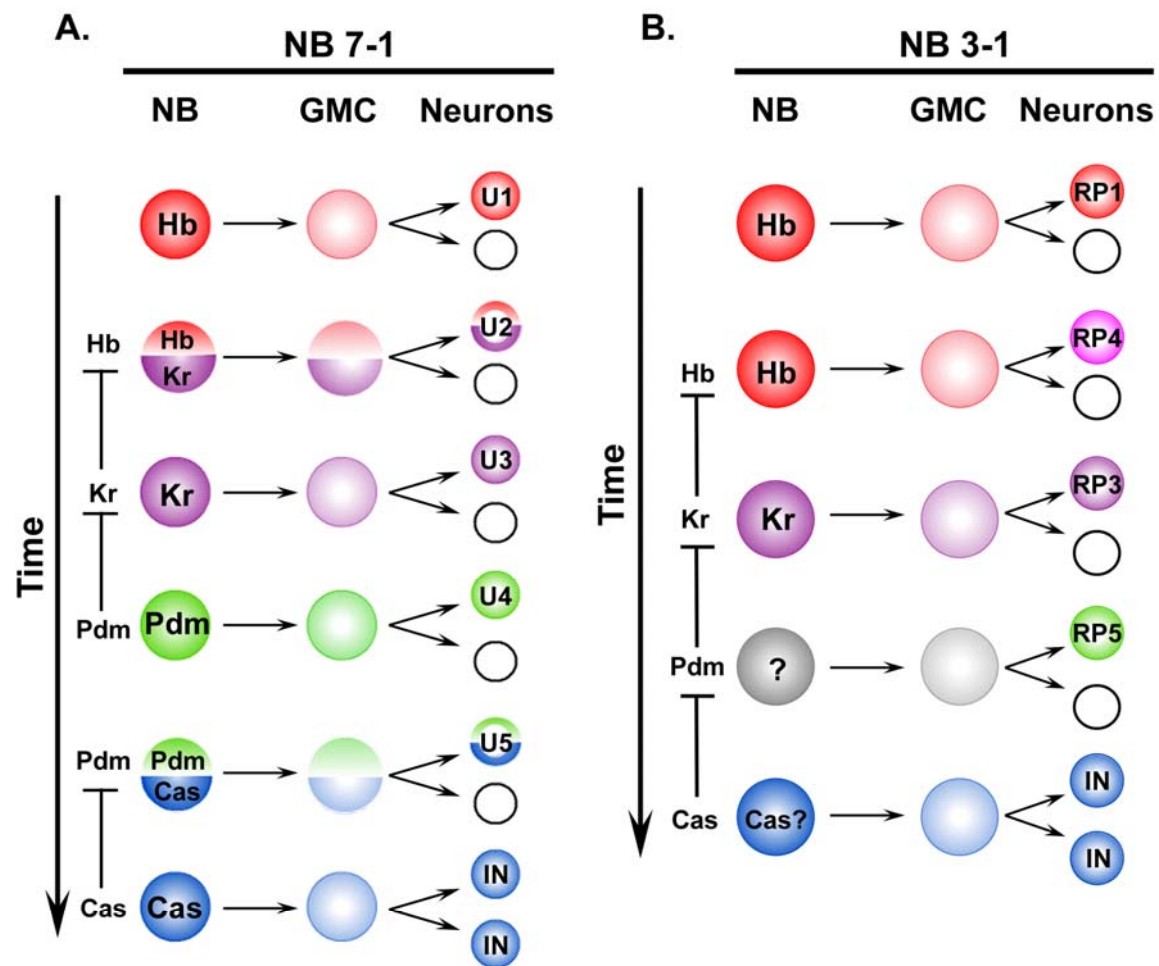 A.
NB 7-1
NB GMC Neurons
Time
Hb
U1
Hb
Hb
Kr
U2
Kr
Kr
U3
Pdm
Pdm
U4
Pdm
Pdm
Cas
U5
Cas
Cas
IN
IN
B.
NB 3-1
NB GMC Neurons
Time
Hb
RP1
Hb
Hb
RP4
Kr
Kr
RP3
Pdm
?
RP5
Cas
Cas?
IN
IN